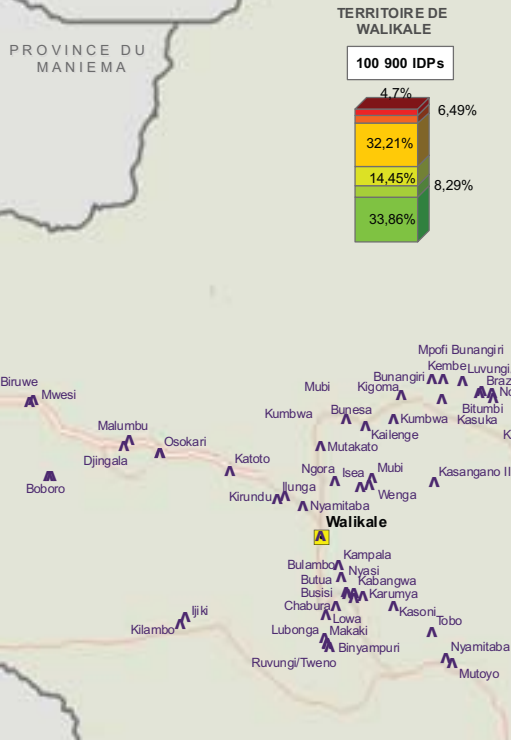 TERRITOIRE DE
WALIKALE
PROVINCE DU
MANIEMA
100 900 IDPs
4,7%
6,49%
32,21%
14,45%
8,29%
33,86%
Mpofi Bunangiri
Kembe
Luvungi
Biruwe
Bunangiri
Mubi
Kigoma
Mwesi
Bitumbi
Kumbwa
Bunesa
Kumbwa
Kasuka
Malumbu
Kailenge
Osokari
Mutakato
Djingala
Katoto
Ngora
Isea
Mubi
Kasangano II
Boboro
Kirundu
Ilunga
Wenga
Nyamitaba
Walikale
Kampala
Bulambo
Nyasi
Butua
Kabangwa
Busisi
Karumya
Chabura
Kasoni
Ijiki
Lowa
Tobo
Kilambo
Lubonga
Makaki
Binyampuri
Nyamitaba
Ruvungi/Tweno
Mutoyo